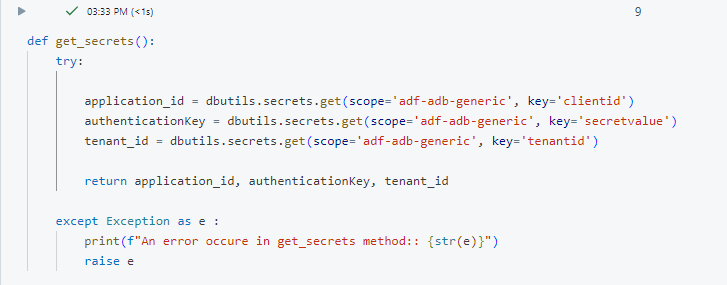 03:33 PM (<1s)
9
def get_secrets():
try:
application_id = dbutils.secrets.get(scope='adf-adb-generic', key='clientid')
authenticationKey = dbutils.secrets.get(scope='adf-adb-generic', key='secretvalue')
tenant_id = dbutils.secrets.get(scope='adf-adb-generic', key='tenantid')
return application_id, authenticationKey, tenant_id
except Exception as e :
print(f"An error occure in get_secrets method:: {str(e)}")
raise e